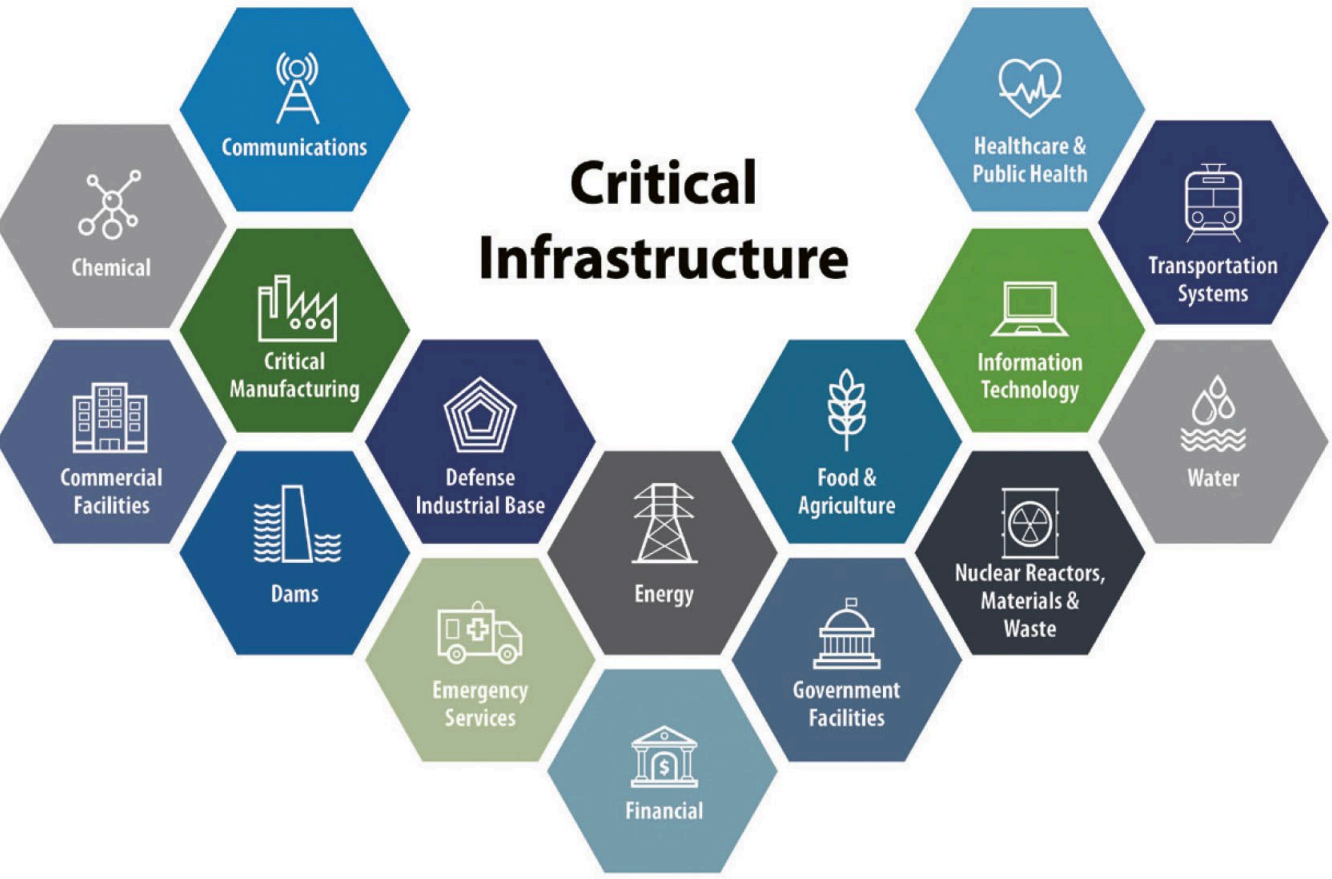 Critical
Infrastructure
Communications
Chemical
Critical
Manufacturing
Commercial
Facilities
Dams
Defense
Industrial Base
Emergency
Services
Energy
$
Financial
Food &
Agriculture
Government
Facilities
Healthcare &
Public Health
Information
Technology
Nuclear Reactors,
Materials &
Waste
Transportation
Systems
Water